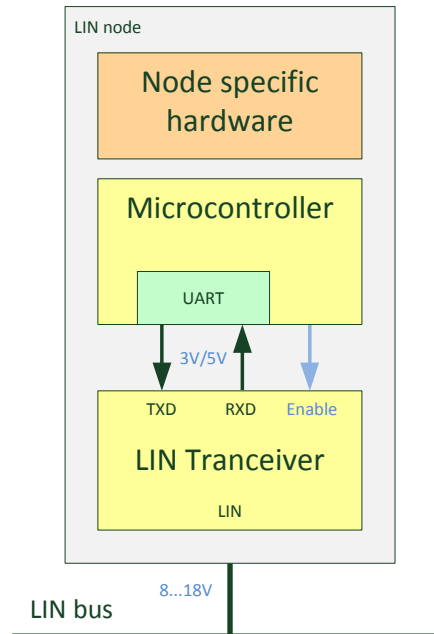 LIN node
Node specific
hardware
Microcontroller
UART
3V/5V
TXD RXD Enable
LIN Tranceiver
LIN
8...18V
LIN bus